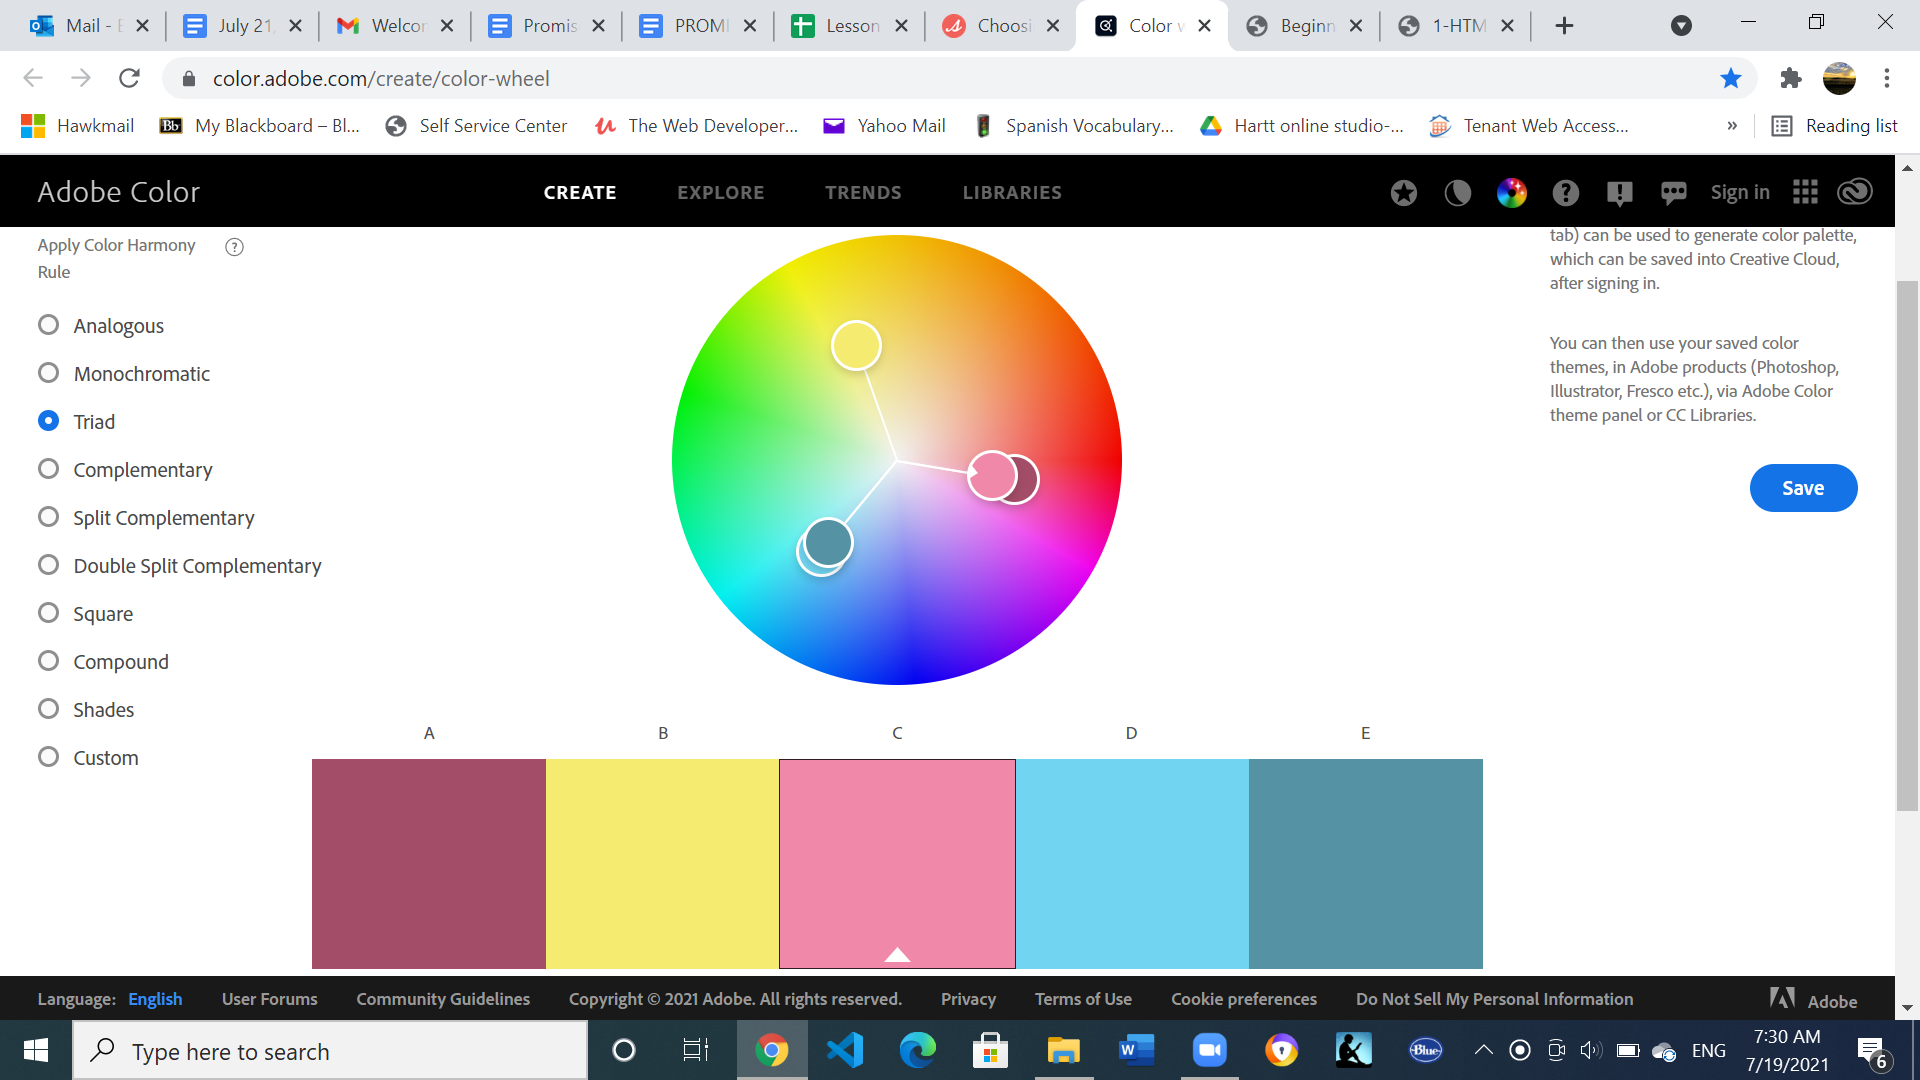 Mail - E
July 21,
Welcor
Promis
PROMI
Lesson
Choosi
Color w
Beginn
1-HTM
color.adobe.com/create/color-wheel
Hawkmail
Bb My Blackboard – Bl...
Self Service Center
The Web Developer...
Yahoo Mail
Spanish Vocabulary...
Hartt online studio-...
Tenant Web Access...
»
Reading list
Adobe Color
CREATE
EXPLORE
TRENDS
LIBRARIES
Sign in
Apply Color Harmony
Rule
Analogous
Monochromatic
Triad
Complementary
Split Complementary
Double Split Complementary
Square
Compound
Shades
Custom
tab) can be used to generate color palette,
which can be saved into Creative Cloud,
after signing in.
You can then use your saved color
themes, in Adobe products (Photoshop,
Illustrator, Fresco etc.), via Adobe Color
theme panel or CC Libraries.
Save
A B C D E
Language: English User Forums Community Guidelines Copyright © 2021 Adobe. All rights reserved. Privacy Terms of Use Cookie preferences Do Not Sell My Personal Information Adobe
Type here to search
Blue
ENG
7:30 AM
7/19/2021
6